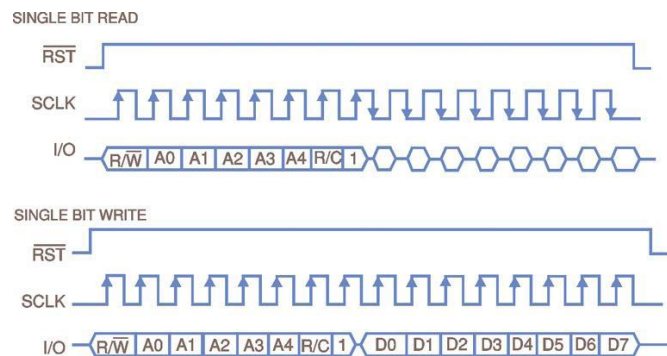 SINGLE BIT READ
RST
SCLK
I/O R/W A0 A1 A2 A3 A4 R/C 1
SINGLE BIT WRITE
RST
SCLK
I/O R/W A0 A1 A2 A3 A4 R/C 1 D0 D1 D2 D3 D4 D5 D6 D7